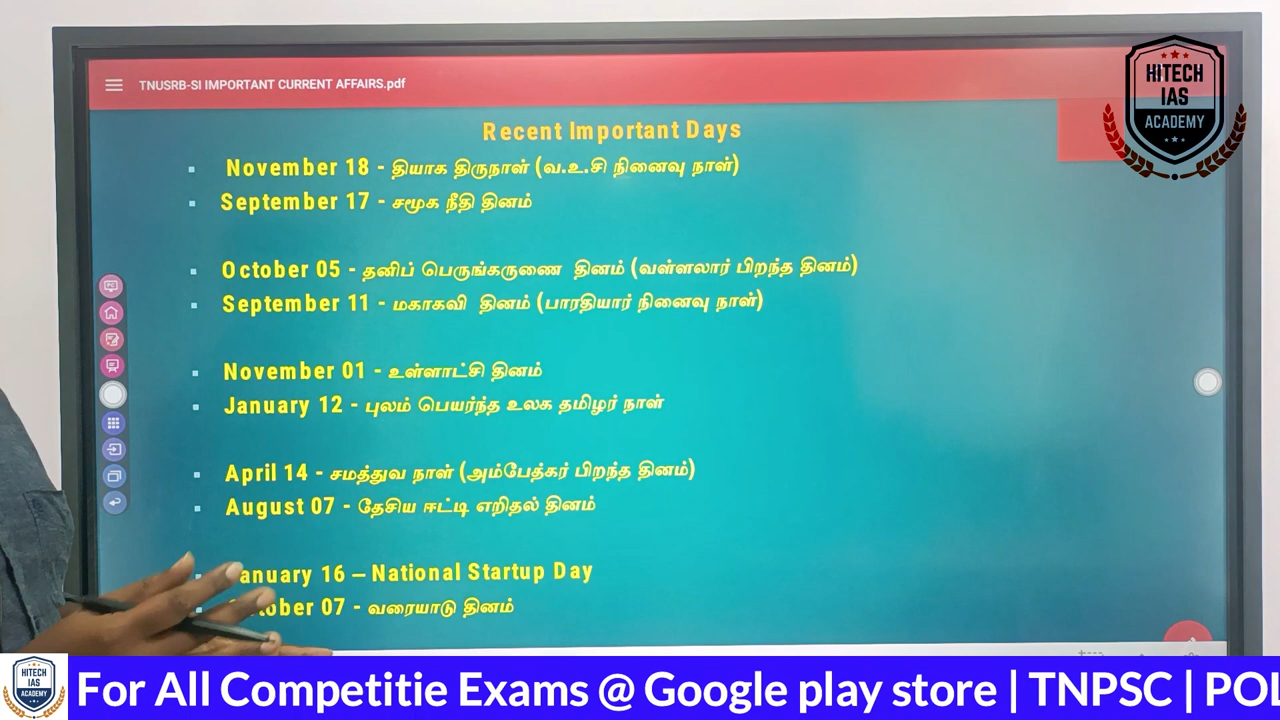 TNUSRB-SI IMPORTANT CURRENT AFFAIRS.pdf
HITECH
IAS
ACADEMY
Recent Important Days
November 18 - தியாக திருநாள் (வ.உ.சி நினைவு நாள்)
September 17 - சமூக நீதி தினம்
October 05 - தனிப் பெருங்கருணை தினம் (வள்ளலார் பிறந்த தினம்)
September 11 - மகாகவி தினம் (பாரதியார் நினைவு நாள்)
November 01 - உள்ளாட்சி தினம்
January 12 - புலம் பெயர்ந்த உலக தமிழர் நாள்
April 14 - சமத்துவ நாள் (அம்பேத்கர் பிறந்த தினம்)
August 07 - தேசிய ஈட்டி எறிதல் தினம்
anuary 16 – National Startup Day
ober 07 - வரையாடு தினம்
HITECH
IAS
ACADEMY
For All Competitie Exams @ Google play store | TNPSC | POL